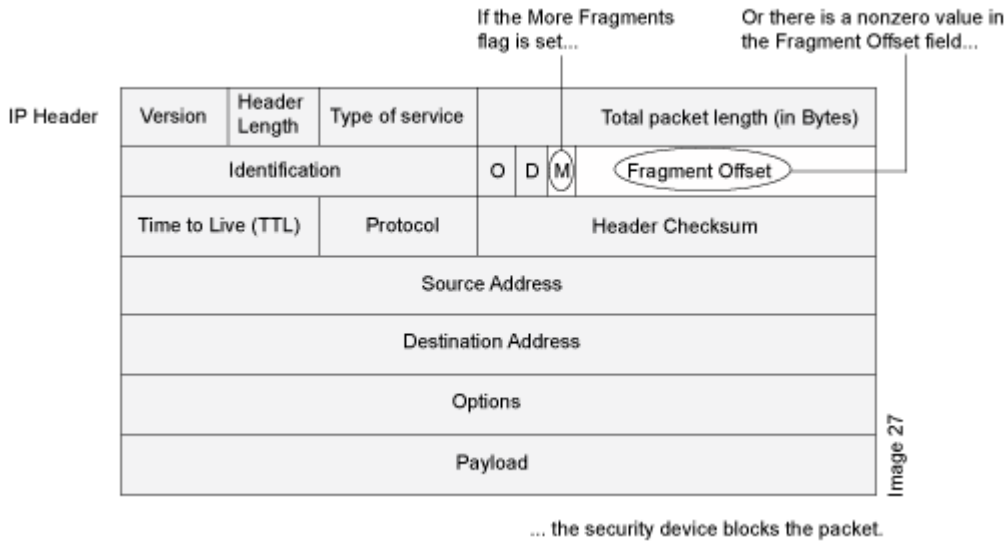 If the More Fragments
flag is set...
Or there is a nonzero value in
the Fragment Offset field...
IP Header
Version
Header
Length
Type of service
Total packet length (in Bytes)
Identification
O
D
M
Fragment Offset
Time to Live (TTL)
Protocol
Header Checksum
Source Address
Destination Address
Options
Payload
Image 27
... the security device blocks the packet.